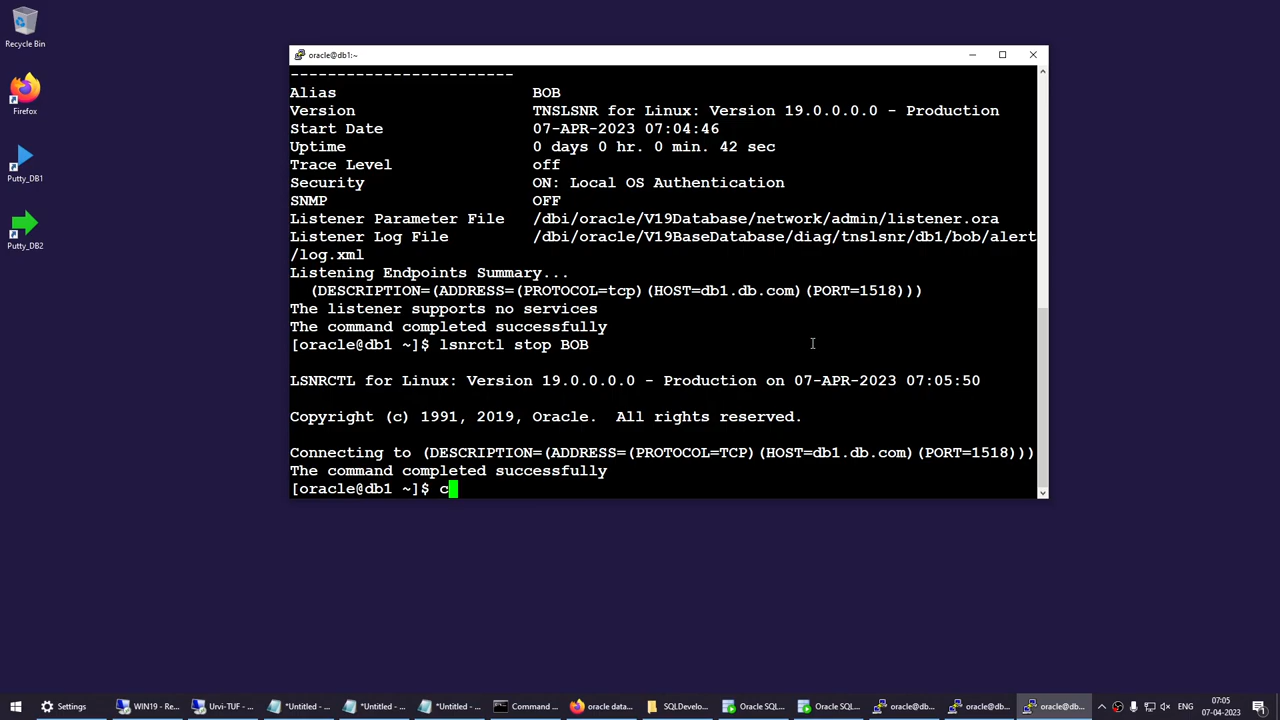 Recycle Bin
Firefox
Putty_DB1
Putty_DB2
oracle@db1:~
------------------------
Alias                     BOB
Version                   TNSLSNR for Linux: Version 19.0.0.0.0 - Production
Start Date                07-APR-2023 07:04:46
Uptime                    0 days 0 hr. 0 min. 42 sec
Trace Level               off
Security                  ON: Local OS Authentication
SNMP                      OFF
Listener Parameter File   /dbi/oracle/V19Database/network/admin/listener.ora
Listener Log File         /dbi/oracle/V19BaseDatabase/diag/tnslsnr/db1/bob/alert
/log.xml
Listening Endpoints Summary...
  (DESCRIPTION=(ADDRESS=(PROTOCOL=tcp)(HOST=db1.db.com)(PORT=1518)))
The listener supports no services
The command completed successfully
[oracle@db1 ~]$ lsnrctl stop BOB
LSNRCTL for Linux: Version 19.0.0.0.0 - Production on 07-APR-2023 07:05:50
Copyright (c) 1991, 2019, Oracle.  All rights reserved.
Connecting to (DESCRIPTION=(ADDRESS=(PROTOCOL=TCP)(HOST=db1.db.com)(PORT=1518)))
The command completed successfully
[oracle@db1 ~]$ c
Settings
WIN19 - Re...
Urvi-TUF - ...
*Untitled - ...
*Untitled - ...
*Untitled - ...
Command ...
oracle data...
SQLDevelo...
Oracle SQL...
Oracle SQL...
oracle@db...
oracle@db...
oracle@db...
ENG
07:05
07-04-2023